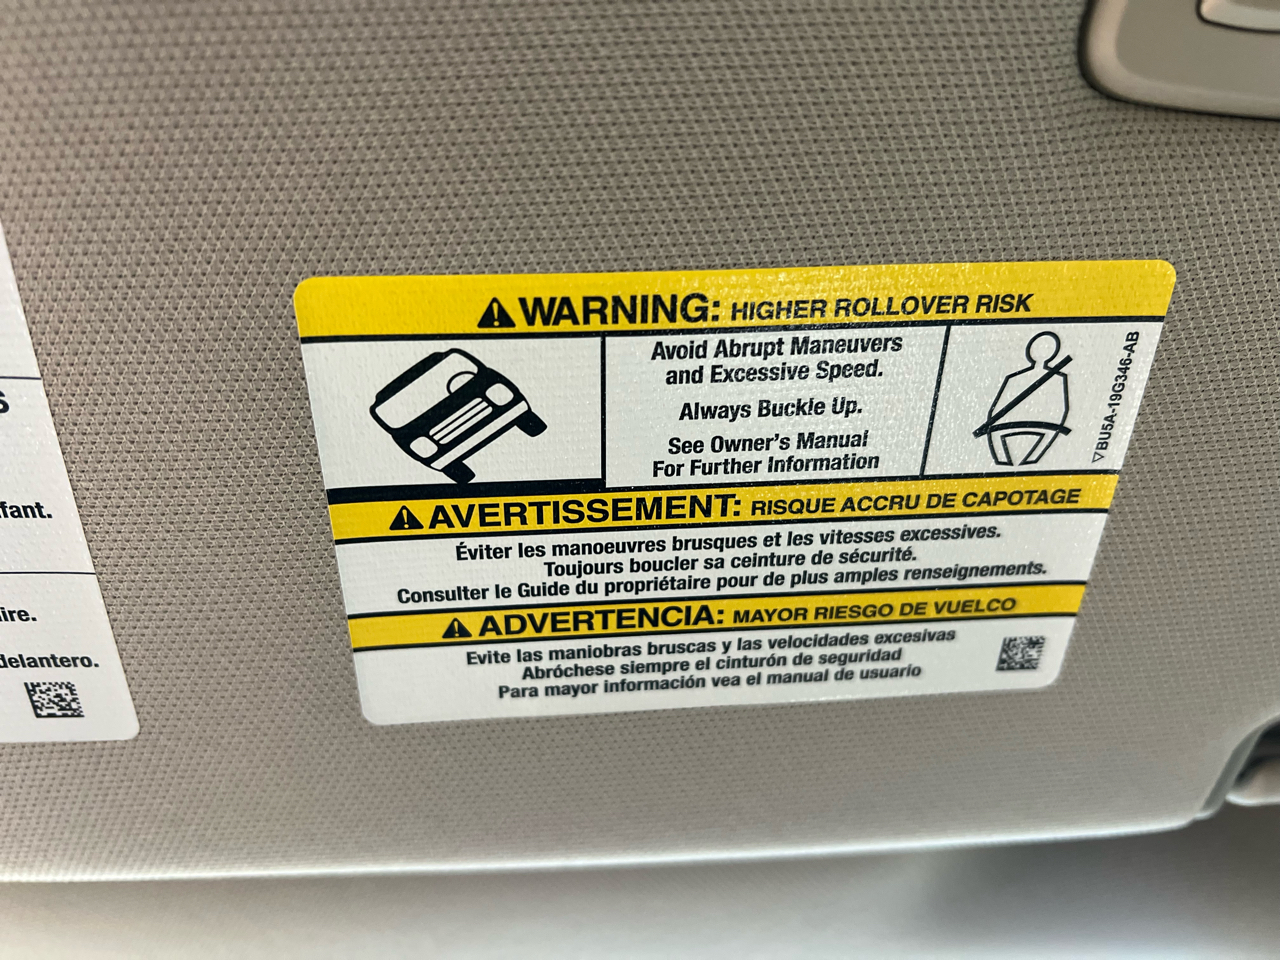 WARNING: HIGHER ROLLOVER RISK
Avoid Abrupt Maneuvers
and Excessive Speed.
Always Buckle Up.
See Owner's Manual
For Further Information
BU5A-19G346-AB
AVERTISSEMENT: RISQUE ACCRU DE CAPOTAGE
Éviter les manoeuvres brusques et les vitesses excessives.
Toujours boucler sa ceinture de sécurité.
Consulter le Guide du propriétaire pour de plus amples renseignements.
ADVERTENCIA: MAYOR RIESGO DE VUELCO
Evite las maniobras bruscas y las velocidades excesivas
Abróchese siempre el cinturón de seguridad
Para mayor información vea el manual de usuario
S
fant.
ire.
delantero.